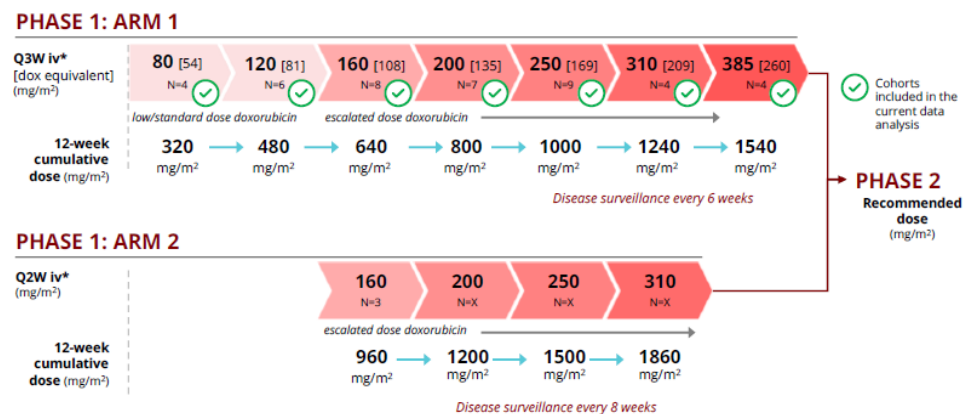 PHASE 1: ARM 1
Q3W iv*
[dox equivalent]
(mg/m²)
80 [54]
N=4
120 [81]
N=6
160 [108]
N=8
200 [135]
N=7
250 [169]
N=9
310 [209]
N=4
385 [260]
N=4
Cohorts
included in the
current data
analysis
low/standard dose doxorubicin
escalated dose doxorubicin
12-week
cumulative
dose (mg/m²)
320
mg/m²
480
mg/m²
640
mg/m²
800
mg/m²
1000
mg/m²
1240
mg/m²
1540
mg/m²
Disease surveillance every 6 weeks
PHASE 2
Recommended
dose
(mg/m²)
PHASE 1: ARM 2
Q2W iv*
(mg/m²)
160
N=3
200
N=X
250
N=X
310
N=X
escalated dose doxorubicin
12-week
cumulative
dose (mg/m²)
960
mg/m²
1200
mg/m²
1500
mg/m²
1860
mg/m²
Disease surveillance every 8 weeks